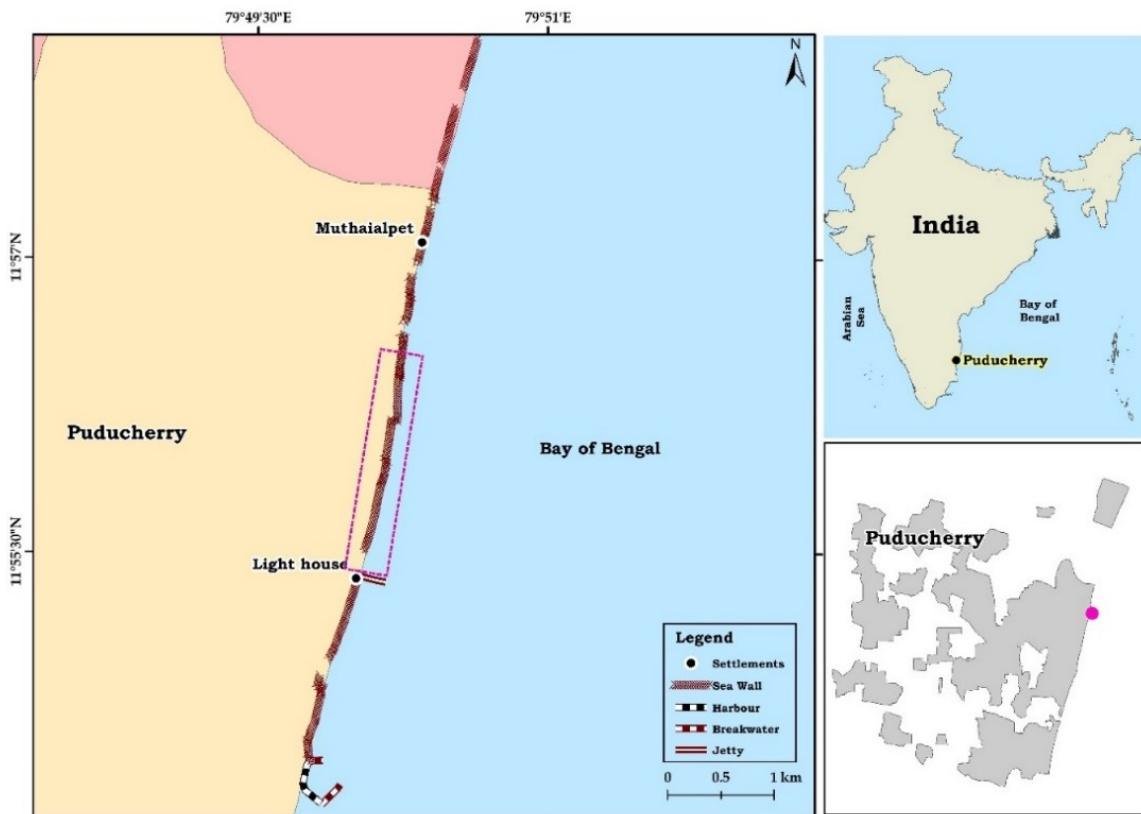 79°49'30"E
79°51'E
N
Muthaialpet
11°57'N
Puducherry
Bay of Bengal
11°55'30"N
Light house
Legend
Settlements
Sea Wall
Harbour
Breakwater
Jetty
0 0.5 1 km
India
Arabian
Sea
Bay of
Bengal
Puducherry
Puducherry